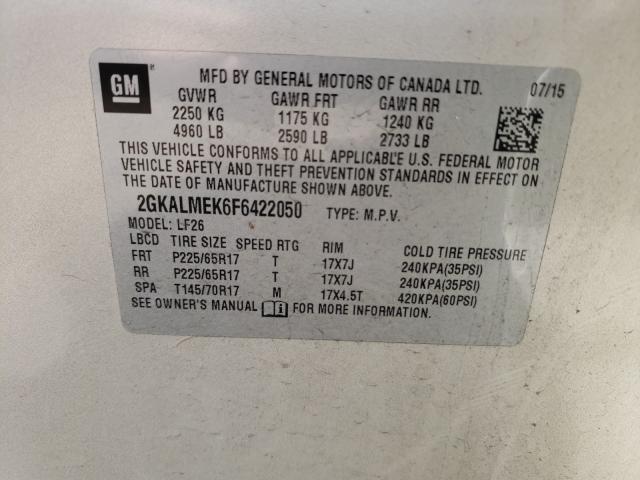 GM
MFD BY GENERAL MOTORS OF CANADA LTD. 07/15
GVWR GAWR FRT GAWR RR
2250 KG 1175 KG 1240 KG
4960 LB 2590 LB 2733 LB
THIS VEHICLE CONFORMS TO ALL APPLICABLE U.S. FEDERAL MOTOR
VEHICLE SAFETY AND THEFT PREVENTION STANDARDS IN EFFECT ON
THE DATE OF MANUFACTURE SHOWN ABOVE.
2GKALMEK6F6422050 TYPE: M.P.V.
MODEL: LF26
LBCD TIRE SIZE SPEED RTG RIM COLD TIRE PRESSURE
FRT P225/65R17 T 17X7J 240KPA(35PSI)
RR P225/65R17 T 17X7J 240KPA(35PSI)
SPA T145/70R17 M 17X4.5T 420KPA(60PSI)
SEE OWNER'S MANUAL FOR MORE INFORMATION.